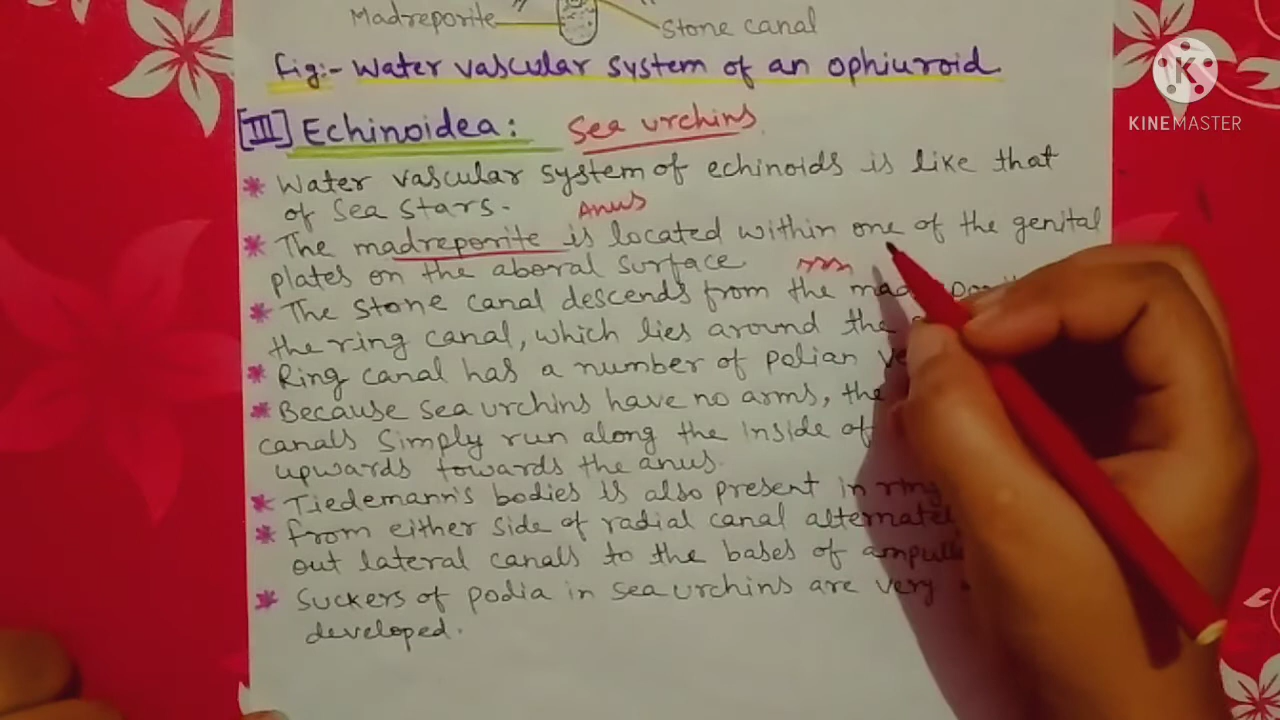 Madreporite
Stone canal
Fig:- Water vascular system of an ophiuroid
KINEMASTER
[III] Echinoidea: Sea urchins
* Water vascular system of echinoids is like that
of sea stars. Anus
* The madreporite is located within one of the genital
plates on the aboral surface
* The stone canal descends from the
the ring canal, which lies around the
* Ring canal has a number of polian
* Because sea urchins have no arms, the
canals simply run along the inside of
upwards towards the anus.
* Tiedemann's bodies is also present in ring
* From either side of radial canal
out lateral canals to the bases of
* Suckers of podia in sea urchins are very
developed.